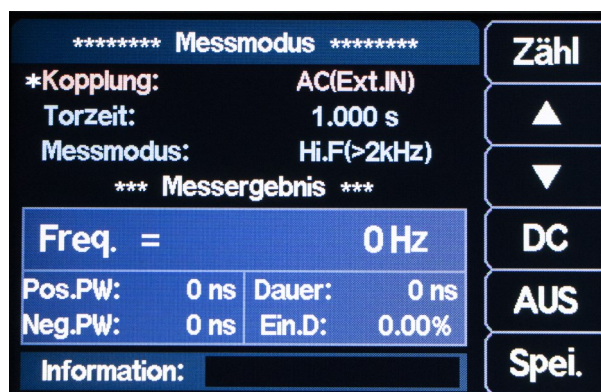 ******** Messmodus ********
*Kopplung: AC(Ext.IN)
Torzeit: 1.000 s
Messmodus: Hi.F(>2kHz)
*** Messergebnis ***
Freq. = 0 Hz
Pos.PW: 0 ns Dauer: 0 ns
Neg.PW: 0 ns Ein.D: 0.00%
Information:
Zähl
▲
▼
DC
AUS
Spei.